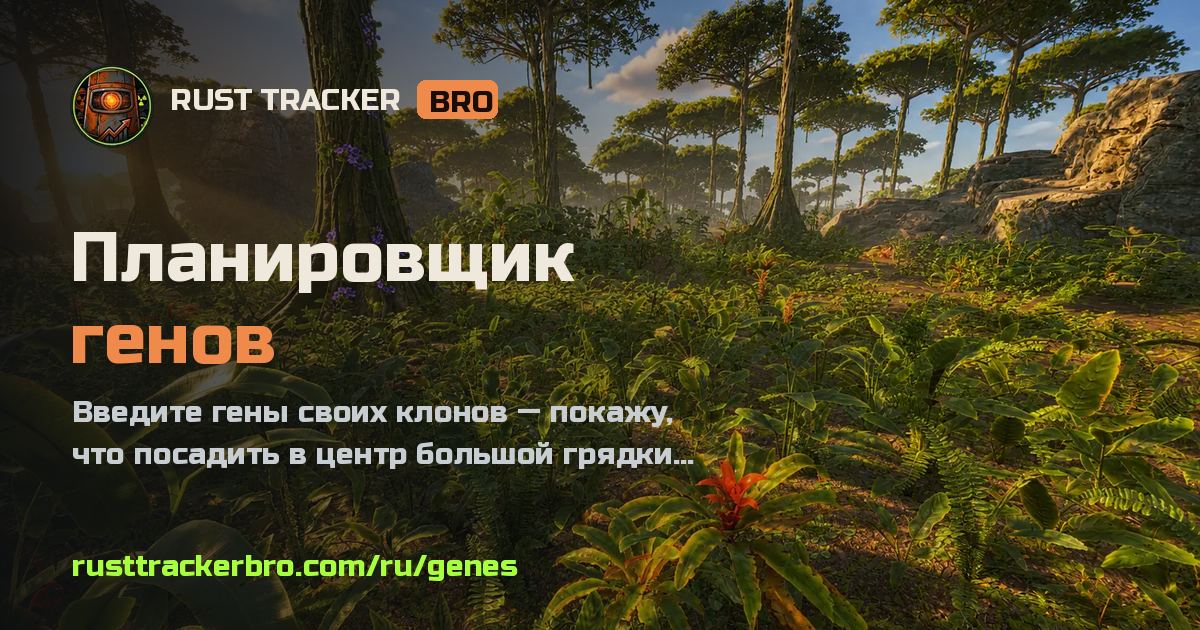 RUST TRACKER BRO
Планировщик
генов
Введите гены своих клонов — покажу,
что посадить в центр большой грядки...
rusttrackerbro.com/ru/genes